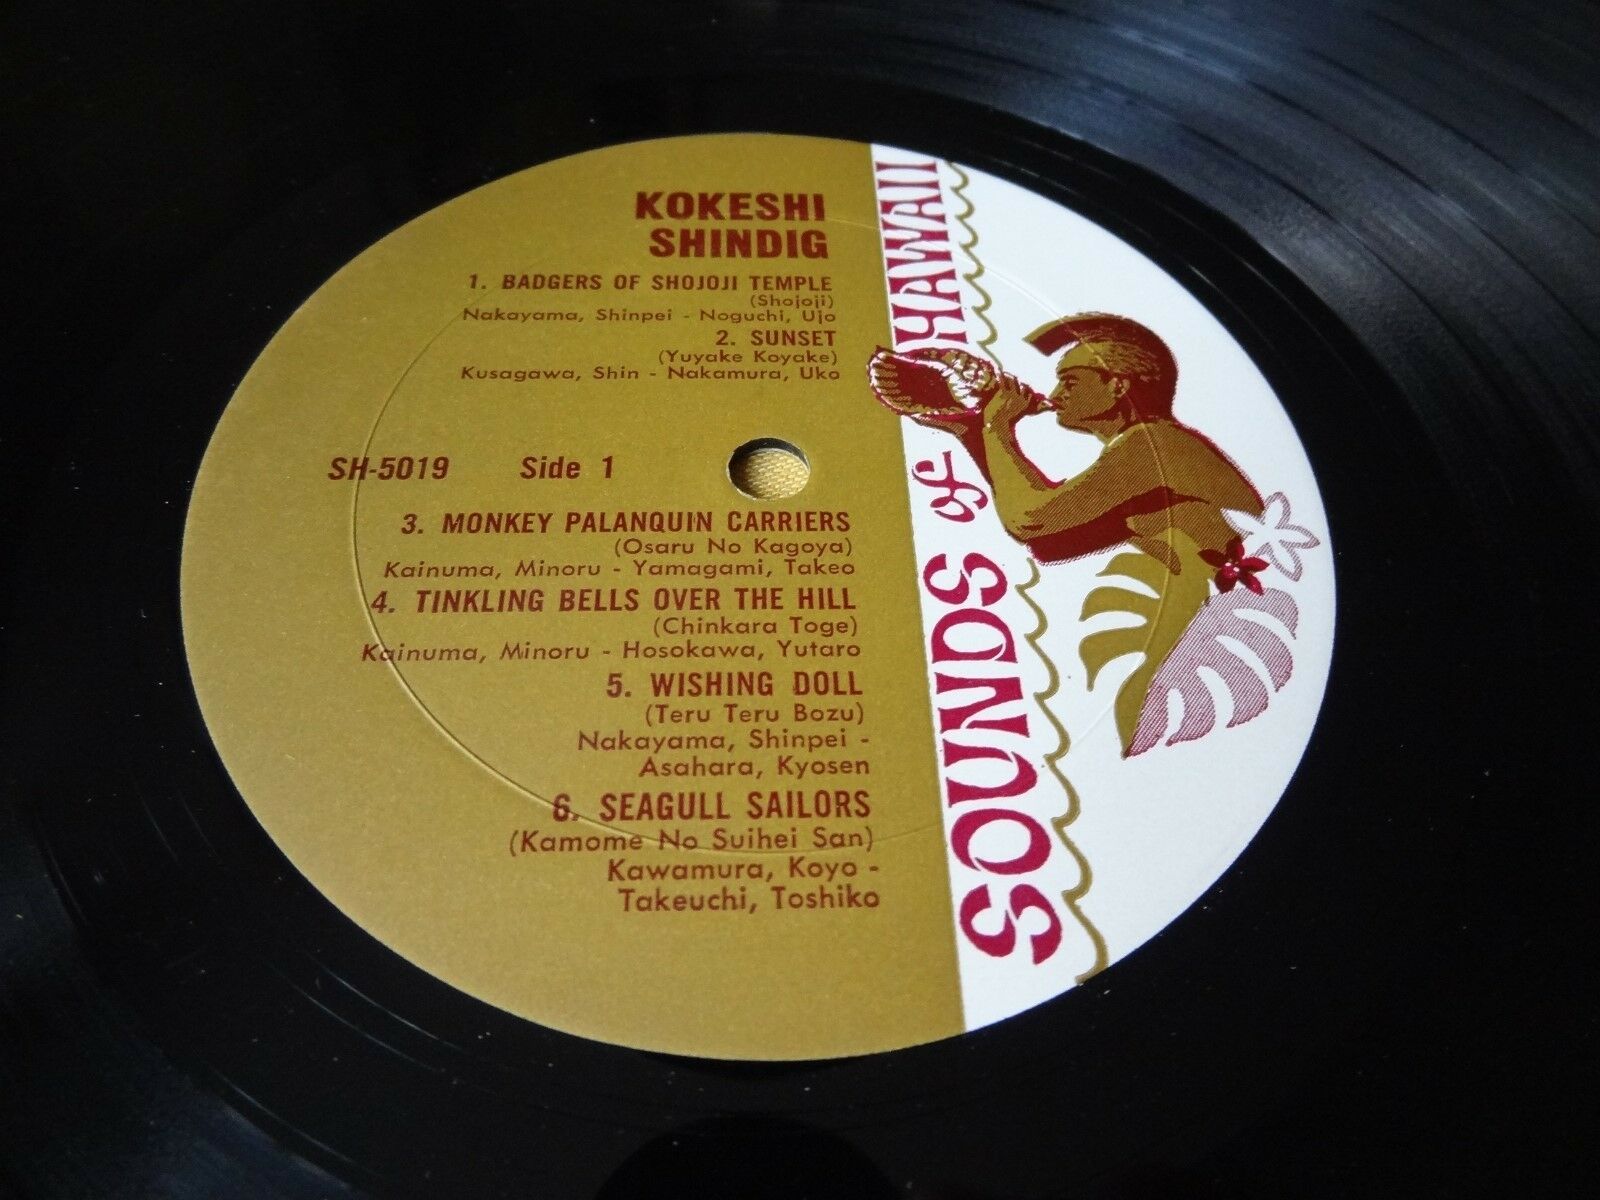 KOKESHI
SHINDIG
1. BADGERS OF SHOJOJI TEMPLE
(Shojoji)
Nakayama, Shinpei - Noguchi, Ujo
2. SUNSET
(Yuyake Koyake)
Kusagawa, Shin - Nakamura, Uko
SH-5019 Side 1
3. MONKEY PALANQUIN CARRIERS
(Osaru No Kagoya)
Kainuma, Minoru - Yamagami, Takeo
4. TINKLING BELLS OVER THE HILL
(Chinkara Toge)
Kainuma, Minoru - Hosokawa, Yutaro
5. WISHING DOLL
(Teru Teru Bozu)
Nakayama, Shinpei -
Asahara, Kyosen
6. SEAGULL SAILORS
(Kamome No Suihei San)
Kawamura, Koyo -
Takeuchi, Toshiko
SOUNDS of HAWAII